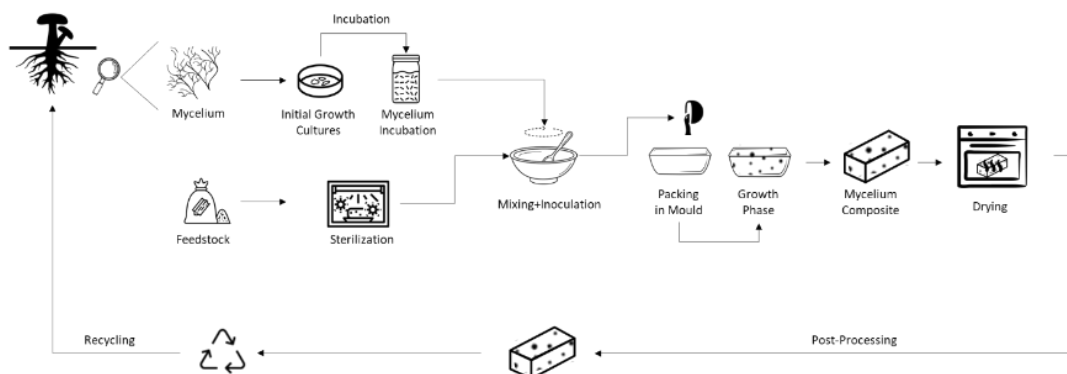 Incubation
Mycelium
Initial Growth
Cultures
Mycelium
Incubation
Feedstock
Sterilization
Mixing+Inoculation
Packing
in Mould
Growth
Phase
Mycelium
Composite
Drying
Recycling
Post-Processing